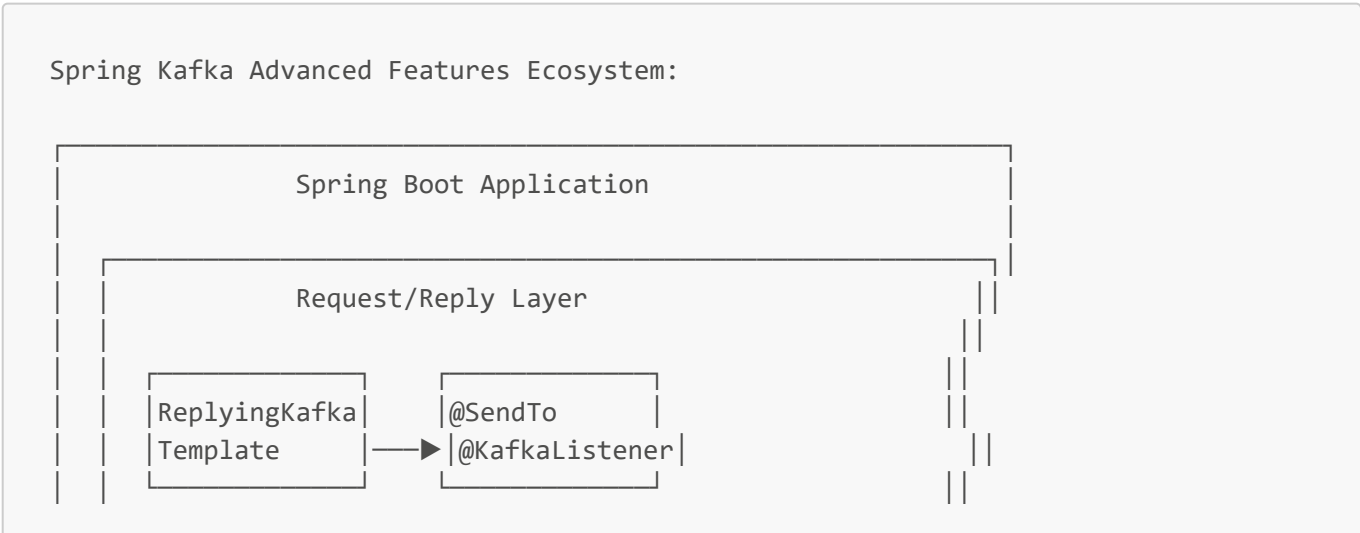 Spring Kafka Advanced Features Ecosystem:
Spring Boot Application
Request/Reply Layer
ReplyingKafka @SendTo
Template @KafkaListener